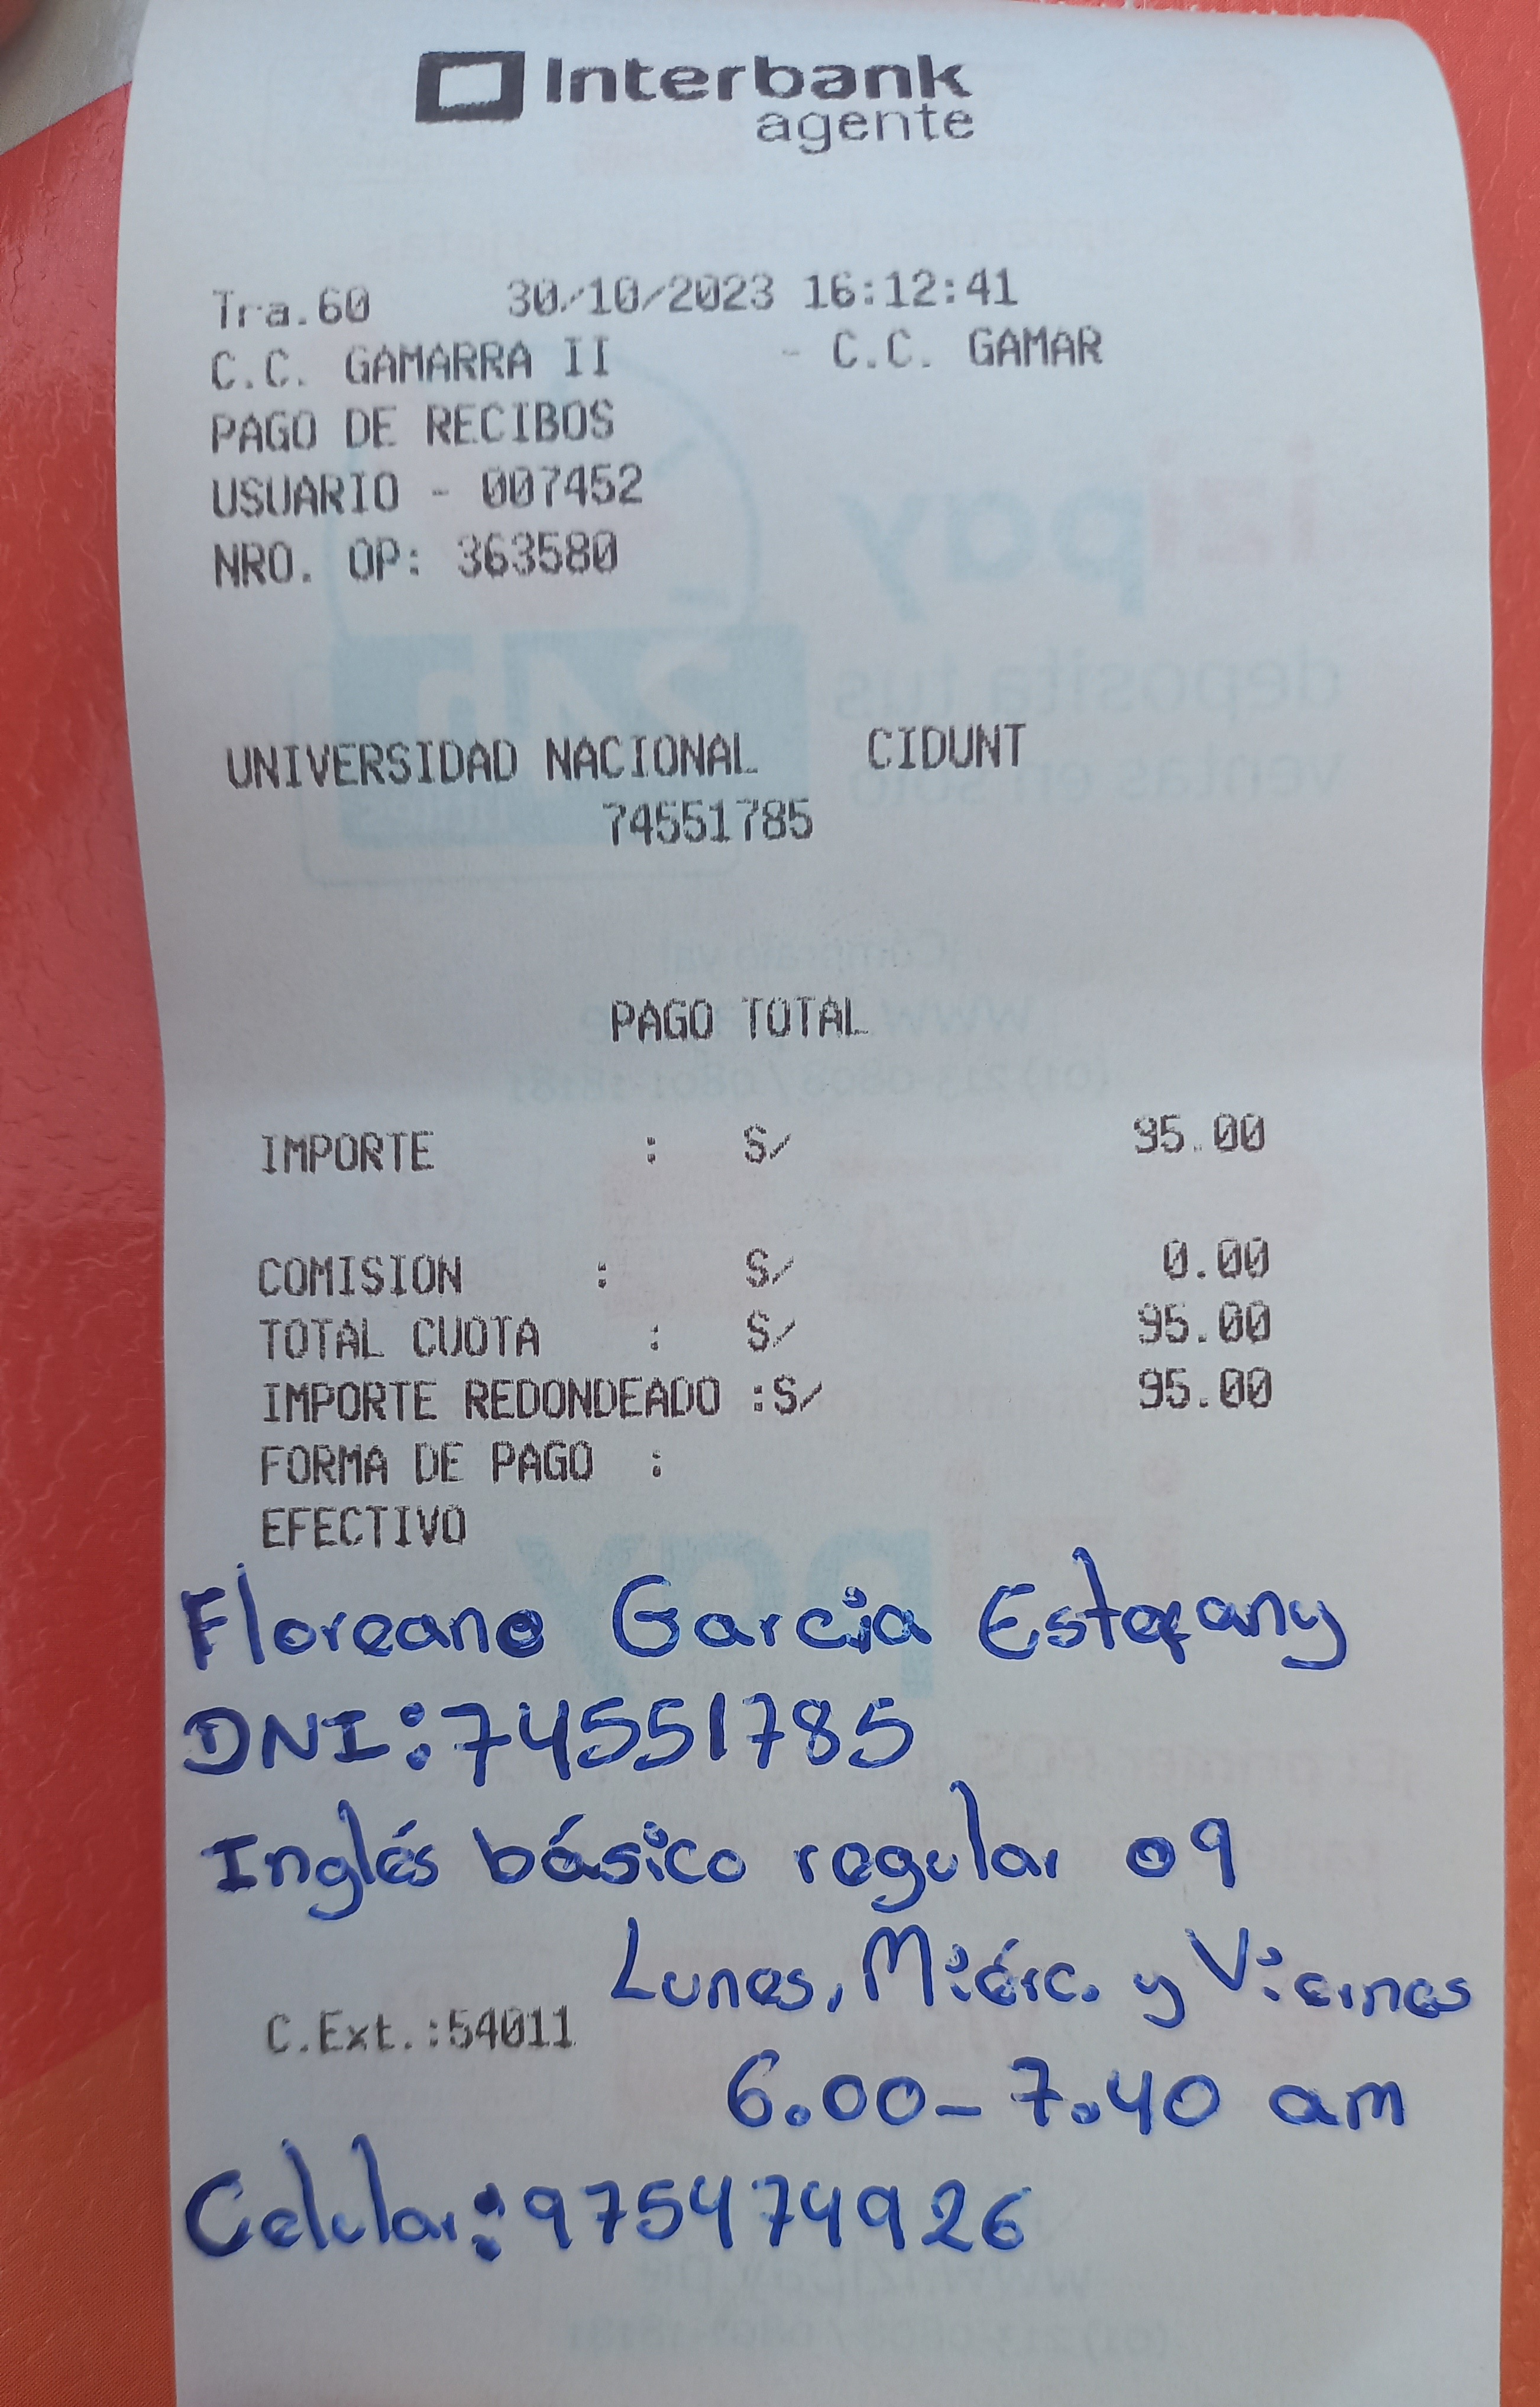 Interbank
agente
Tra.60 30/10/2023 16:12:41
C.C. GAMARRA II - C.C. GAMAR
PAGO DE RECIBOS
USUARIO - 007452
NRO. OP: 363580
UNIVERSIDAD NACIONAL CIDUNT
74551785
PAGO TOTAL
IMPORTE : S/ 95.00
COMISION : S/ 0.00
TOTAL CUOTA : S/ 95.00
IMPORTE REDONDEADO :S/ 95.00
FORMA DE PAGO :
EFECTIVO
Floreano Garcia Estefany
DNI: 74551785
Inglés básico regular 09
Lunes, Miérc. y Viernes
C.Ext.:54011
6.00 - 7.40 am
Celular: 975474926